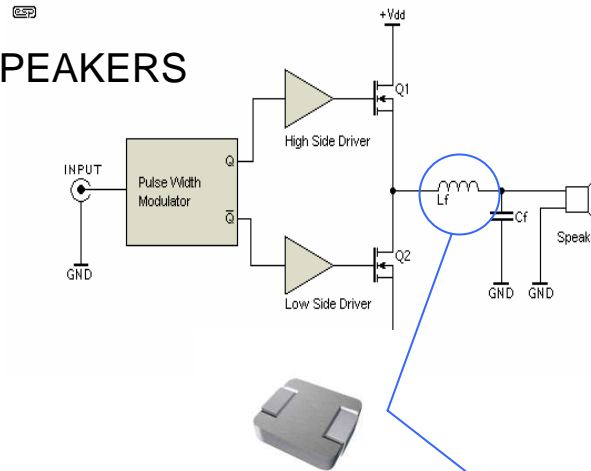 esp
+Vdd
PEAKERS
Q1
High Side Driver
INPUT
Pulse Width
Modulator
Q
Q̅
GND
Lf
Cf
Speak
Q2
GND
GND
Low Side Driver